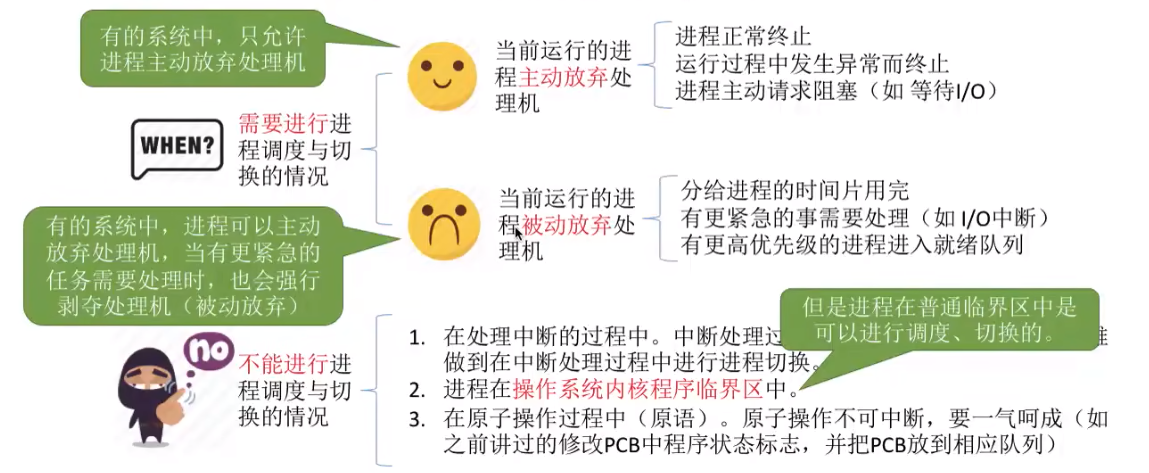 有的系统中，只允许
进程主动放弃处理机
当前运行的进
程主动放弃处
理机
进程正常终止
运行过程中发生异常而终止
进程主动请求阻塞（如 等待I/O）
WHEN?
需要进行进
程调度与切
换的情况
有的系统中，进程可以主动
放弃处理机，当有更紧急的
任务需要处理时，也会强行
剥夺处理机（被动放弃）
当前运行的进
程被动放弃处
理机
分给进程的时间片用完
有更紧急的事需要处理（如 I/O中断）
有更高优先级的进程进入就绪队列
no
不能进行进
程调度与切
换的情况
但是进程在普通临界区中是
可以进行调度、切换的。
1. 在处理中断的过程中。中断处理过
做到在中断处理过程中进行进程切换。
2. 进程在操作系统内核程序临界区中。
3. 在原子操作过程中（原语）。原子操作不可中断，要一气呵成（如
之前讲过的修改PCB中程序状态标志，并把PCB放到相应队列）